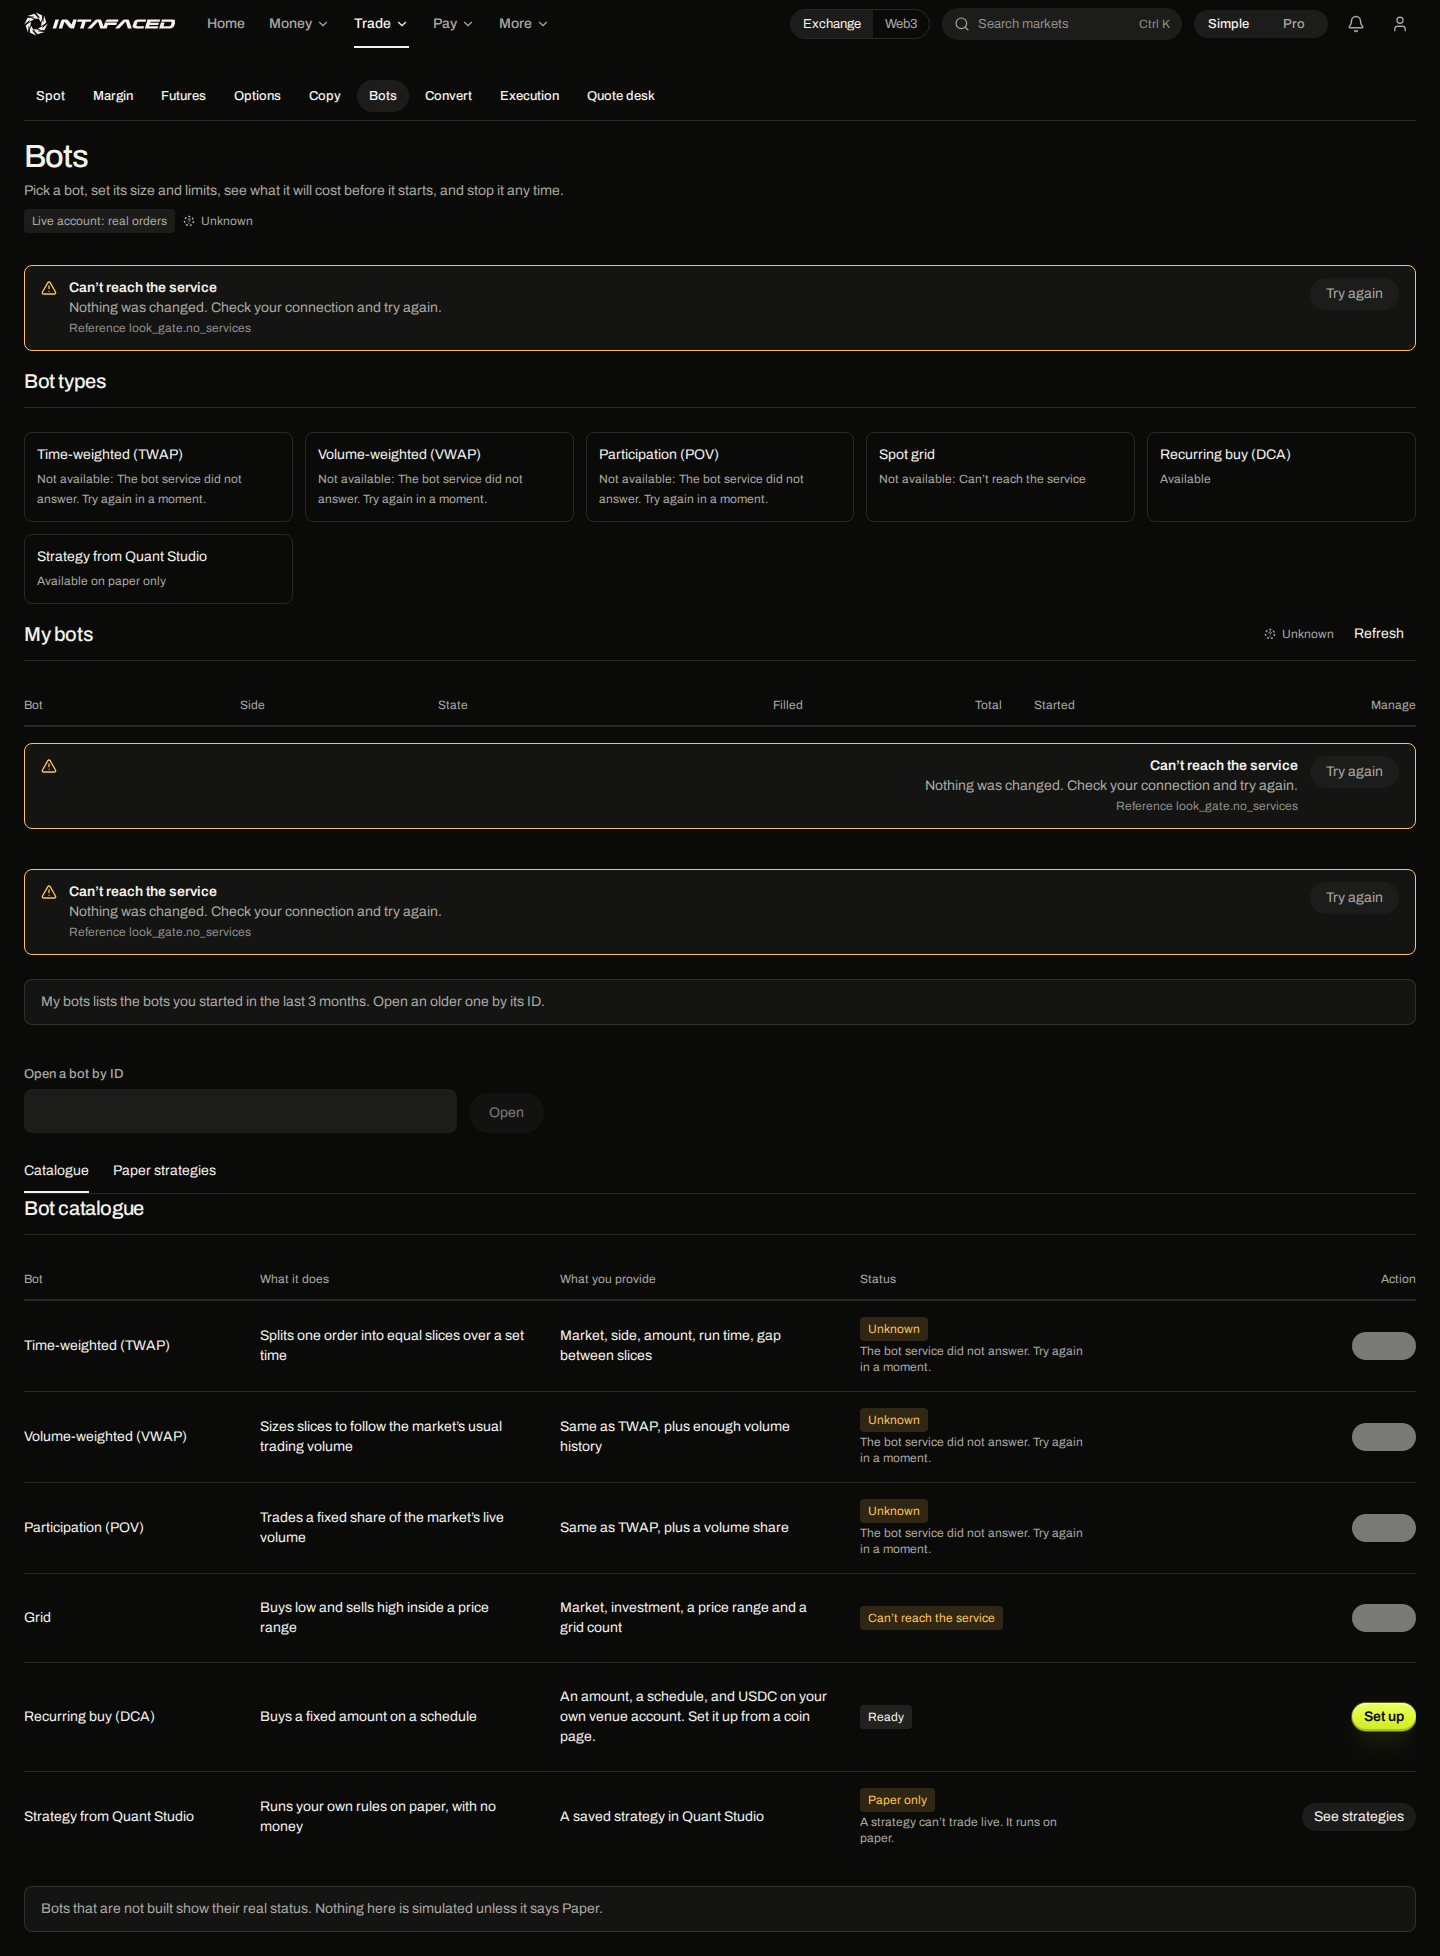 INTAFACED
Home
Money
Trade
Pay
More
Exchange
Web3
Search markets
Ctrl K
Simple
Pro
Spot
Margin
Futures
Options
Copy
Bots
Convert
Execution
Quote desk
Bots
Pick a bot, set its size and limits, see what it will cost before it starts, and stop it any time.
Live account: real orders
Unknown
Can't reach the service
Nothing was changed. Check your connection and try again.
Reference look_gate.no_services
Try again
Bot types
Time-weighted (TWAP)
Not available: The bot service did not
answer. Try again in a moment.
Volume-weighted (VWAP)
Not available: The bot service did not
answer. Try again in a moment.
Participation (POV)
Not available: The bot service did not
answer. Try again in a moment.
Spot grid
Not available: Can't reach the service
Recurring buy (DCA)
Available
Strategy from Quant Studio
Available on paper only
My bots
Unknown
Refresh
Bot
Side
State
Filled
Total
Started
Manage
Can't reach the service
Nothing was changed. Check your connection and try again.
Reference look_gate.no_services
Try again
Can't reach the service
Nothing was changed. Check your connection and try again.
Reference look_gate.no_services
Try again
My bots lists the bots you started in the last 3 months. Open an older one by its ID.
Open a bot by ID
Open
Catalogue
Paper strategies
Bot catalogue
Bot
What it does
What you provide
Status
Action
Time-weighted (TWAP)
Splits one order into equal slices over a set
time
Market, side, amount, run time, gap
between slices
Unknown
The bot service did not answer. Try again
in a moment.
Volume-weighted (VWAP)
Sizes slices to follow the market's usual
trading volume
Same as TWAP, plus enough volume
history
Unknown
The bot service did not answer. Try again
in a moment.
Participation (POV)
Trades a fixed share of the market's live
volume
Same as TWAP, plus a volume share
Unknown
The bot service did not answer. Try again
in a moment.
Grid
Buys low and sells high inside a price
range
Market, investment, a price range and a
grid count
Can't reach the service
Recurring buy (DCA)
Buys a fixed amount on a schedule
An amount, a schedule, and USDC on your
own venue account. Set it up from a coin
page.
Ready
Set up
Strategy from Quant Studio
Runs your own rules on paper, with no
money
A saved strategy in Quant Studio
Paper only
A strategy can't trade live. It runs on
paper.
See strategies
Bots that are not built show their real status. Nothing here is simulated unless it says Paper.